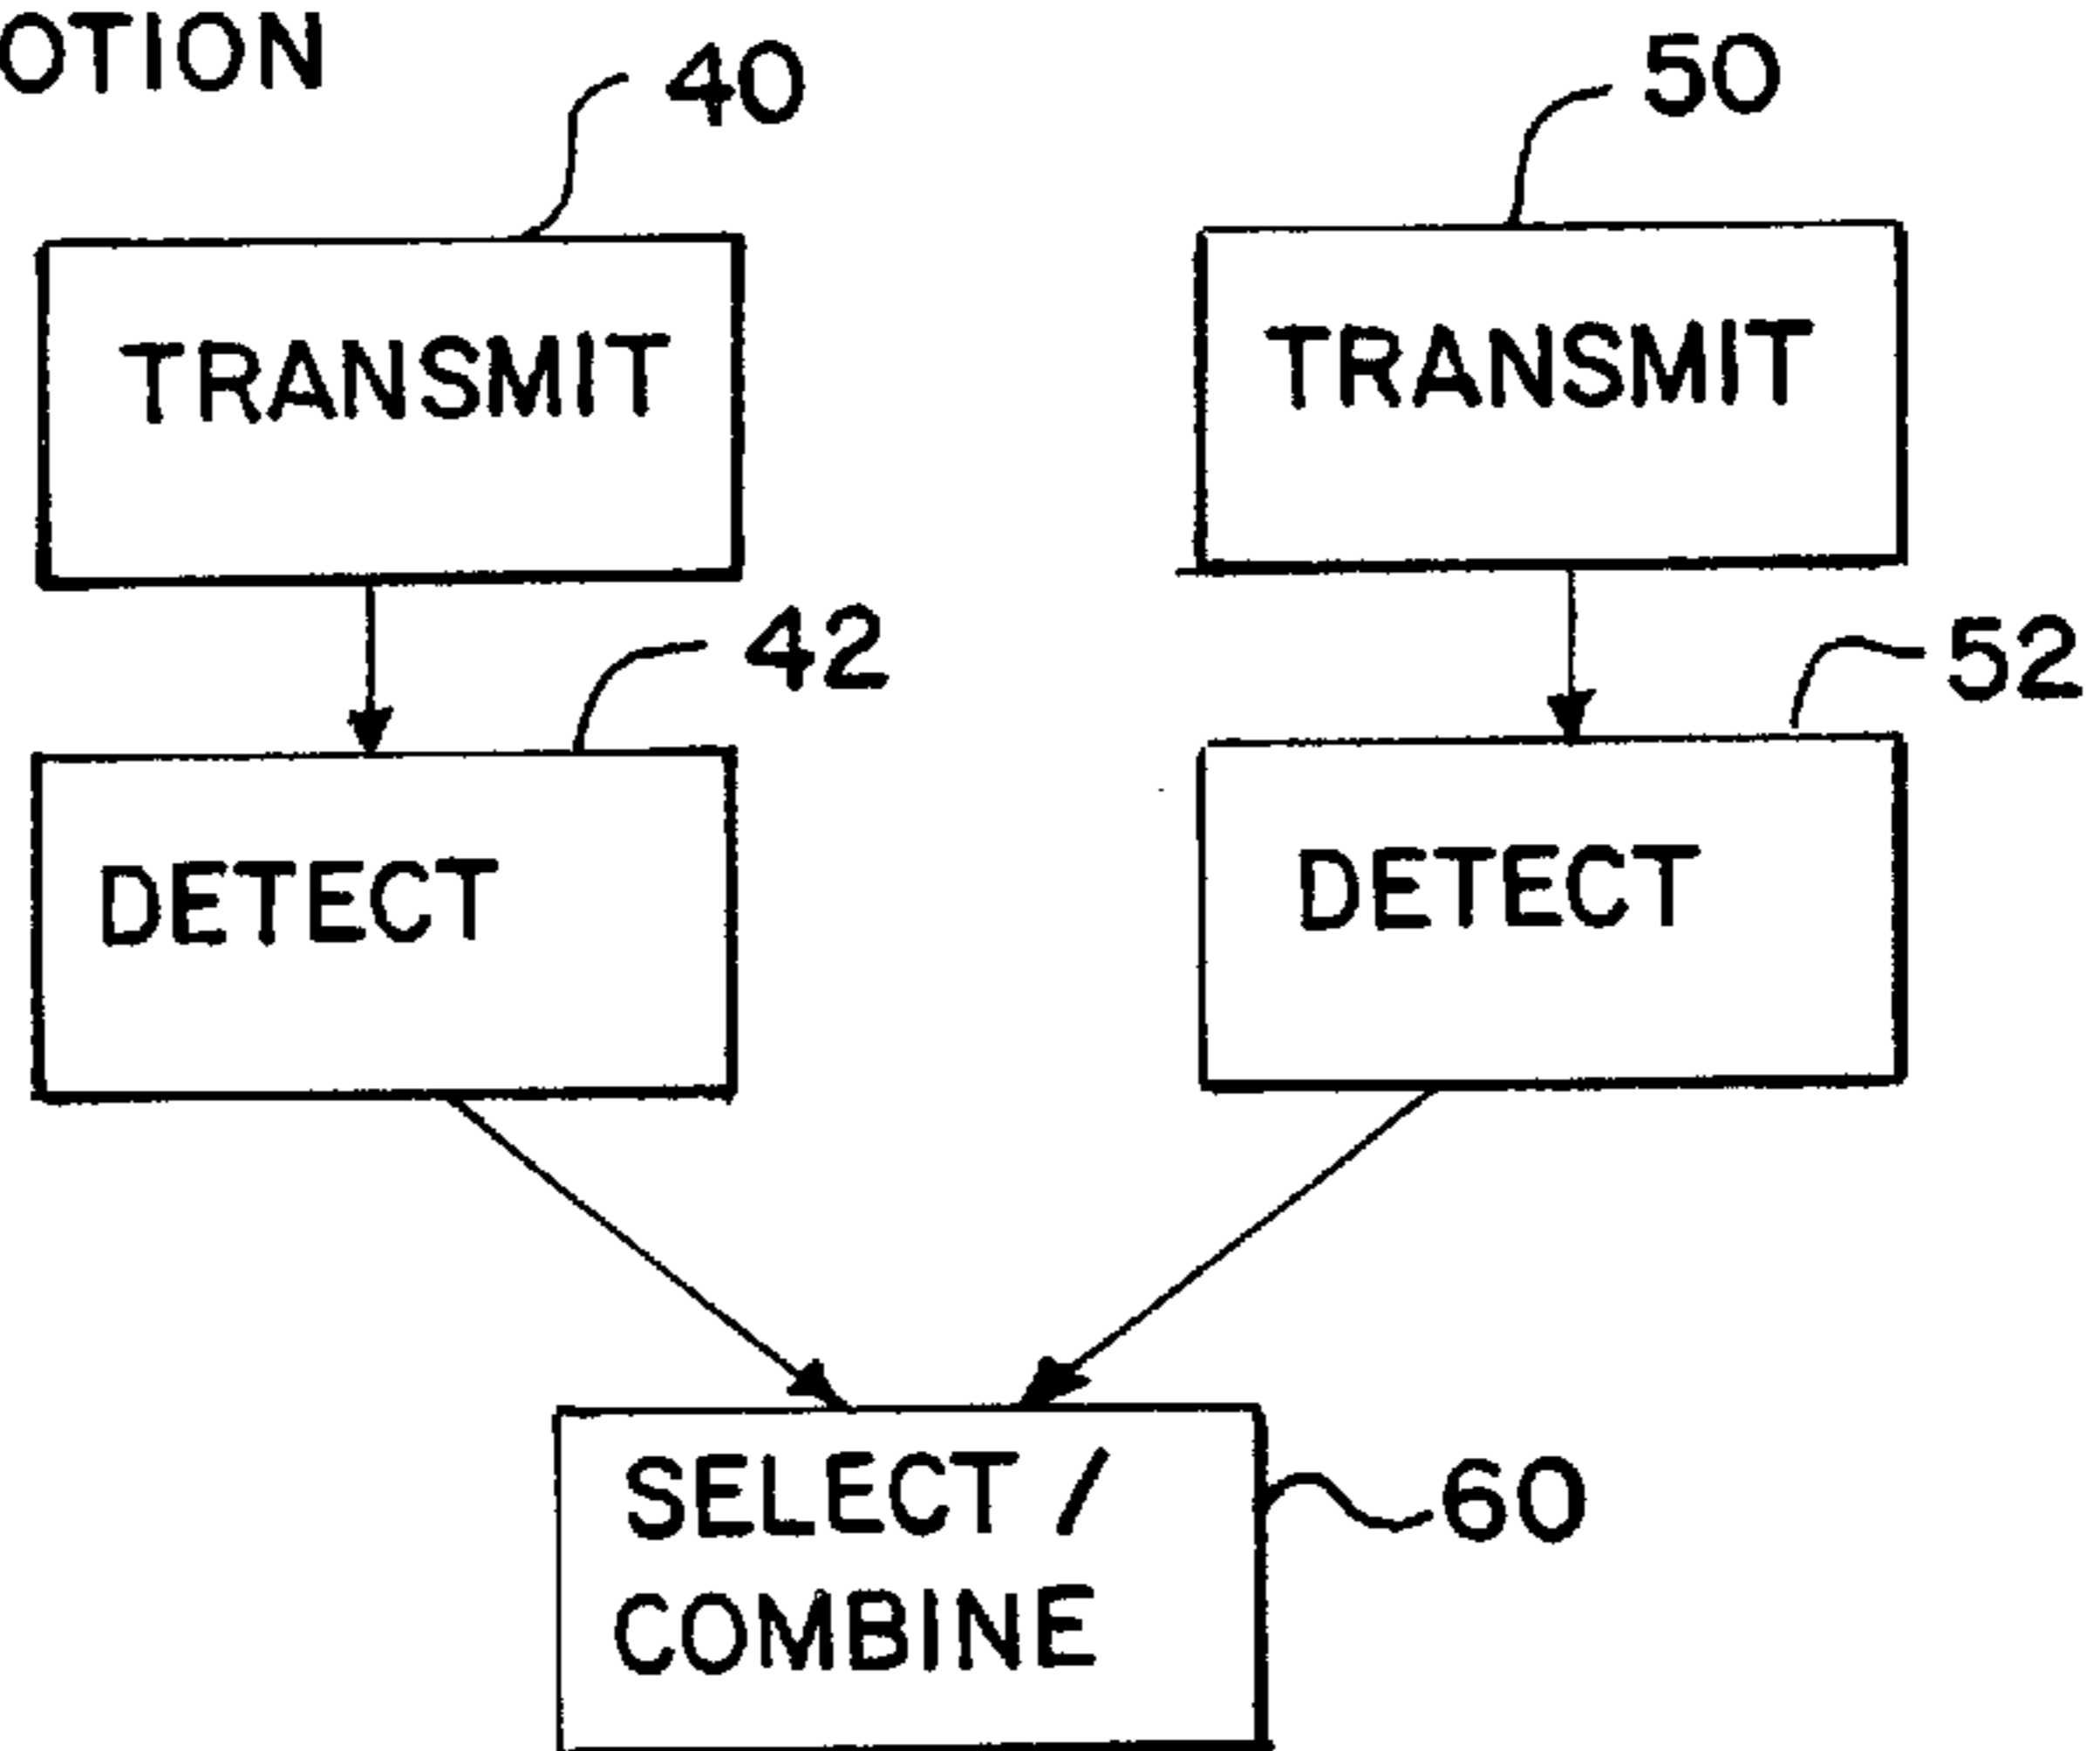 OTION
40
50
TRANSMIT
TRANSMIT
42
52
DETECT
DETECT
SELECT /
COMBINE
60